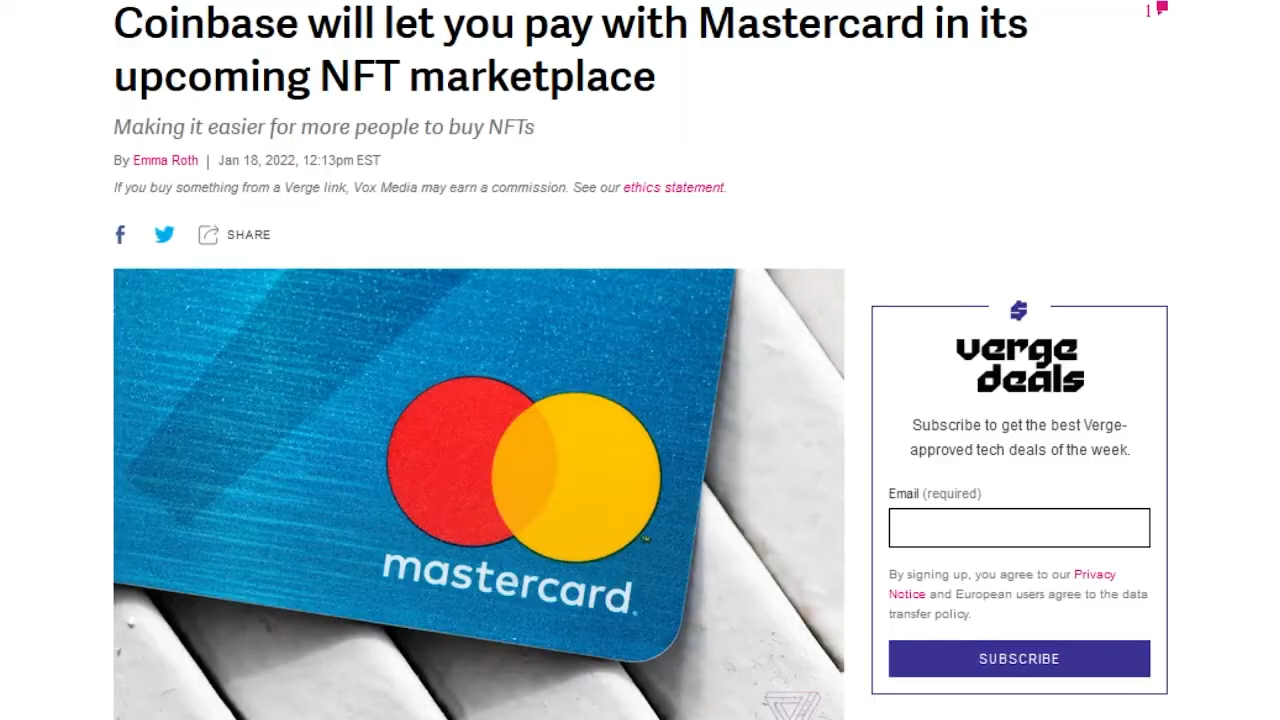 Coinbase will let you pay with Mastercard in its
upcoming NFT marketplace
1
Making it easier for more people to buy NFTs
By Emma Roth | Jan 18, 2022, 12:13pm EST
If you buy something from a Verge link, Vox Media may earn a commission. See our ethics statement.
SHARE
mastercard.
verge
deals
Subscribe to get the best Verge-
approved tech deals of the week.
Email (required)
By signing up, you agree to our Privacy
Notice and European users agree to the data
transfer policy.
SUBSCRIBE